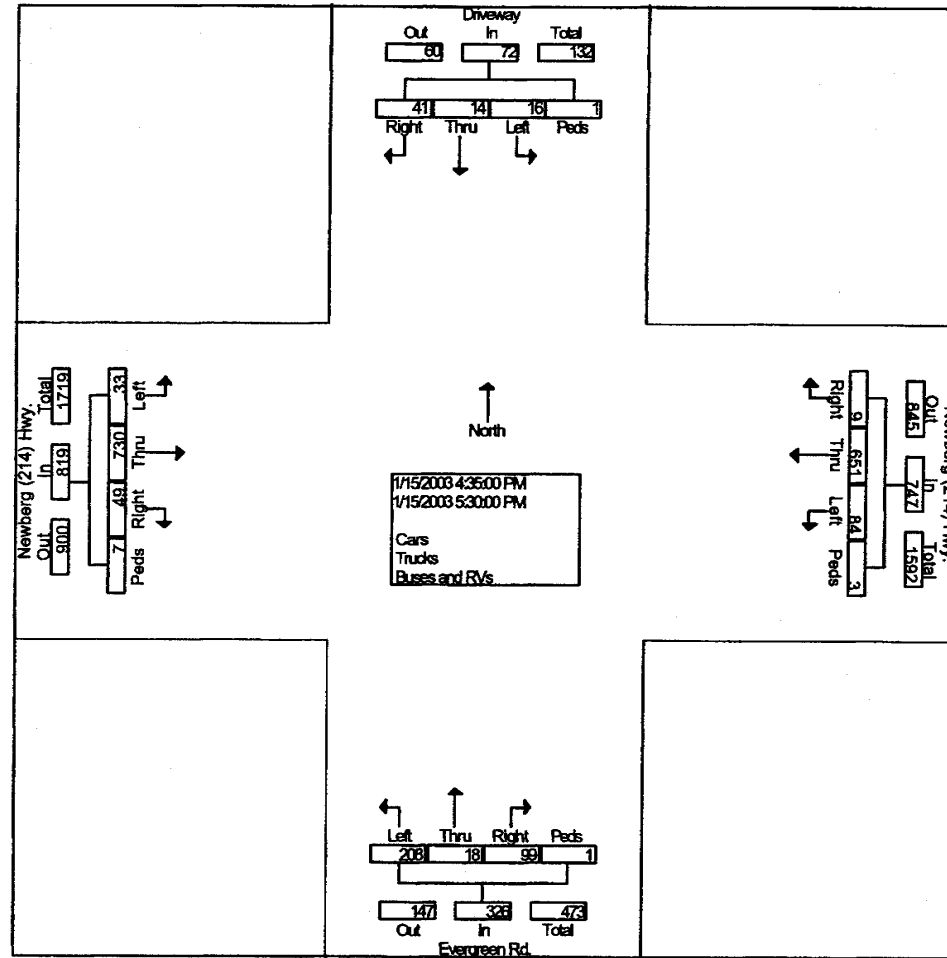 Driveway
Out In Total
60 72 132
41 14 16 1
Right Thru Left Peds
Newberg (214) Hwy.
Out In Total
900 819 1719
7 49 730 33
Peds Right Thru Left
North
1/15/2003 4:35:00 PM
1/15/2003 5:30:00 PM
Cars
Trucks
Buses and RVs
Right Thru Left Peds
9 651 84 3
Out In Total
845 747 1592
Newberg (214) Hwy.
Left Thru Right Peds
208 18 99 1
147 326 473
Out In Total
Evergreen Rd.